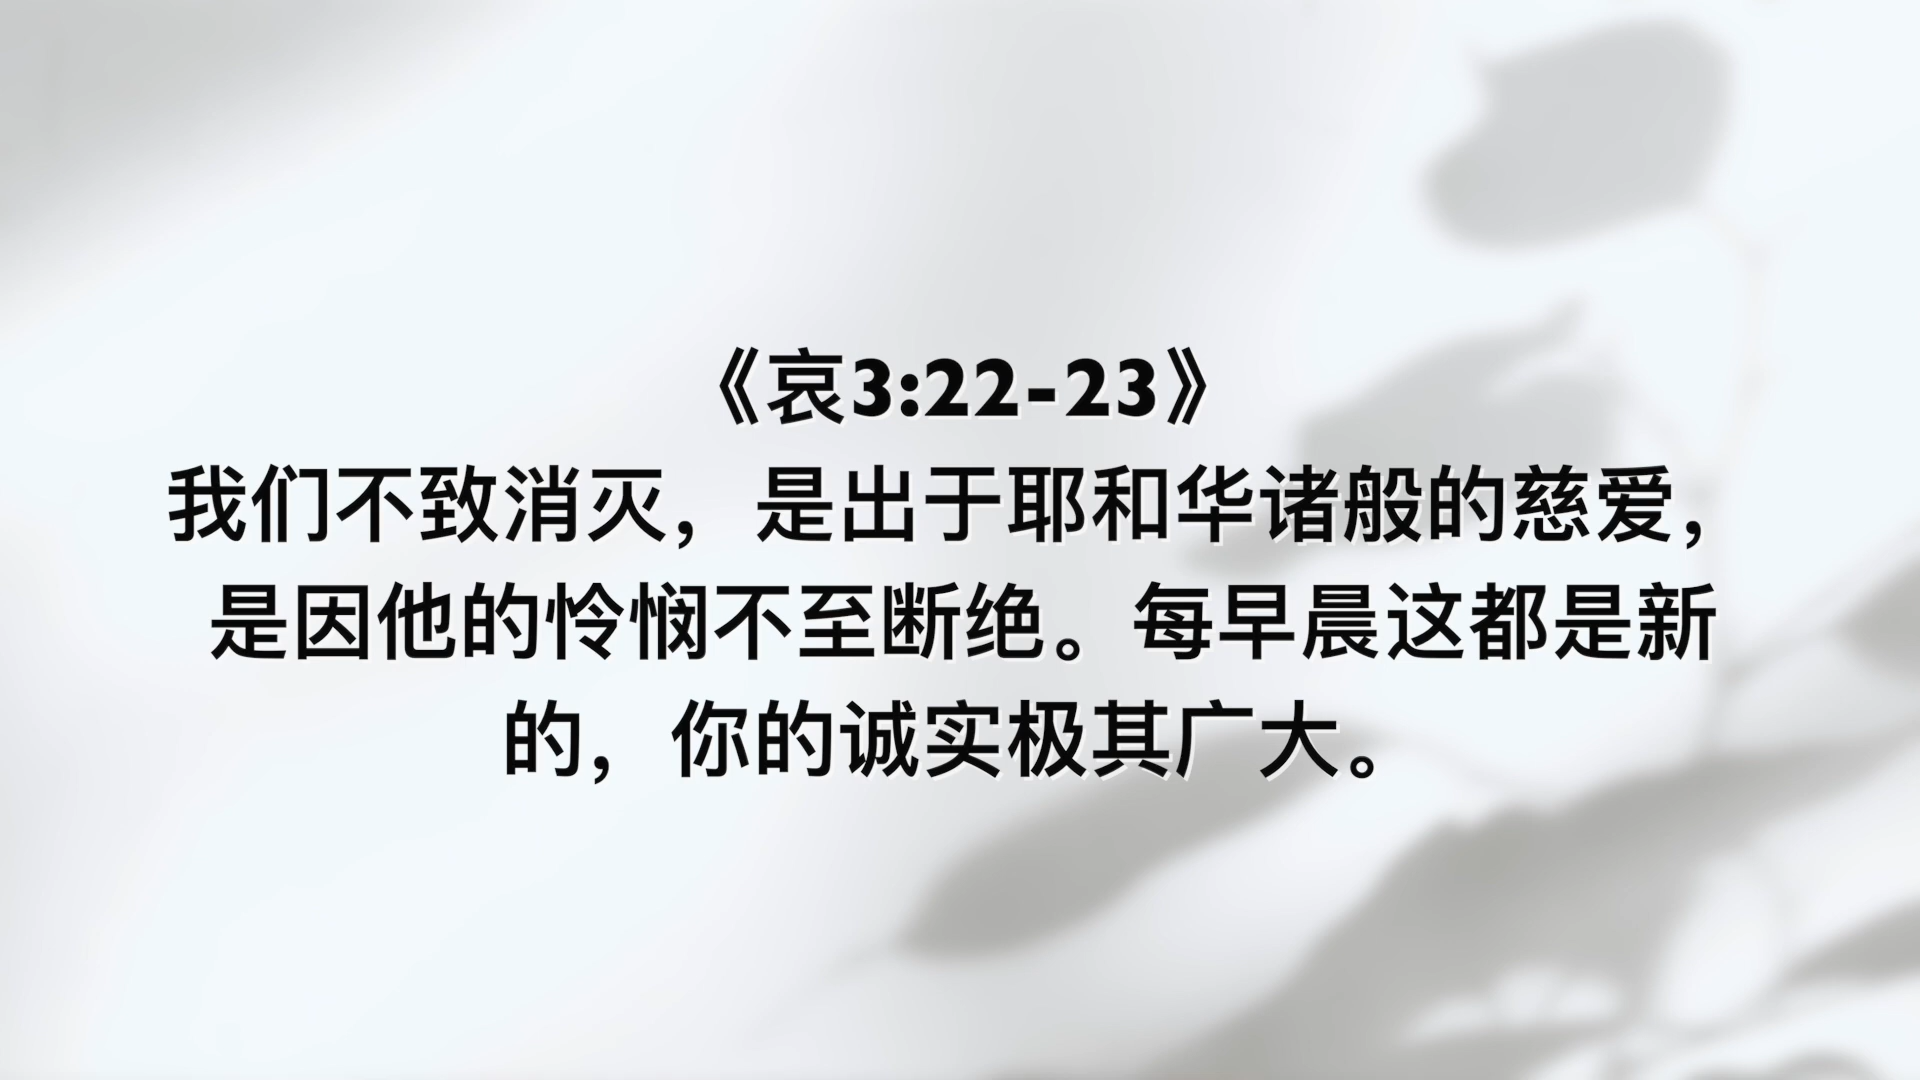 《哀3:22-23》
我们不致消灭，是出于耶和华诸般的慈爱，
是因他的怜悯不至断绝。每早晨这都是新
的，你的诚实极其广大。